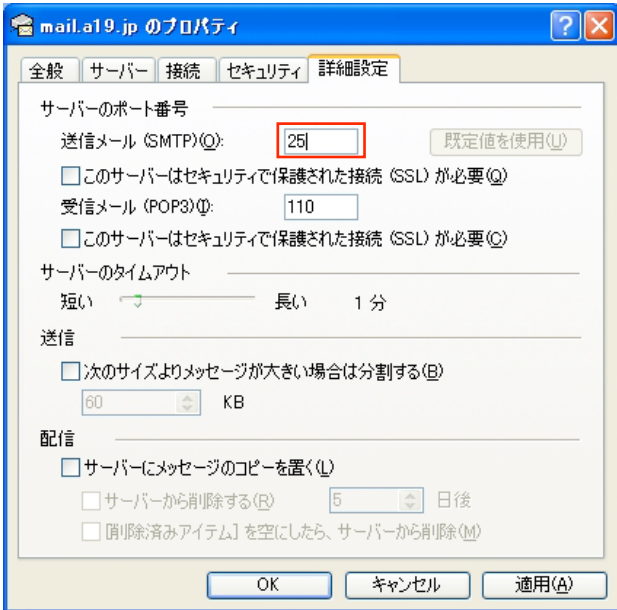 mail.a19.jp のプロパティ
全般 サーバー 接続 セキュリティ 詳細設定
サーバーのポート番号
送信メール (SMTP)(O): 25 既定値を使用(U)
このサーバーはセキュリティで保護された接続 (SSL) が必要(Q)
受信メール (POP3)(I): 110
このサーバーはセキュリティで保護された接続 (SSL) が必要(C)
サーバーのタイムアウト
短い 長い 1 分
送信
次のサイズよりメッセージが大きい場合は分割する(B)
60 KB
配信
サーバーにメッセージのコピーを置く(L)
サーバーから削除する(R) 5 日後
[削除済みアイテム] を空にしたら、サーバーから削除(M)
OK キャンセル 適用(A)